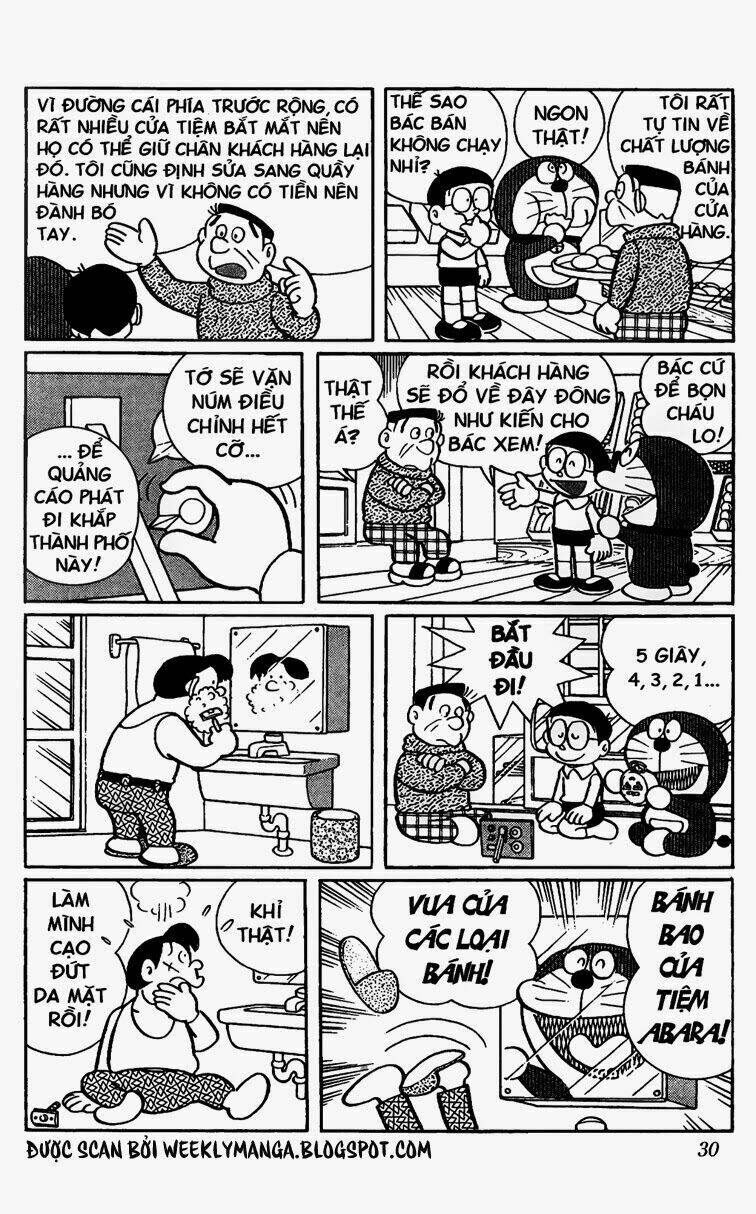 VÌ ĐƯỜNG CÁI PHÍA TRƯỚC RỘNG, CÓ
RẤT NHIỀU CỬA TIỆM BẮT MẮT NÊN
HỌ CÓ THỂ GIỮ CHÂN KHÁCH HÀNG LẠI
ĐÓ. TÔI CŨNG ĐỊNH SỬA SANG QUẦY
HÀNG NHƯNG VÌ KHÔNG CÓ TIỀN NÊN
ĐÀNH BÓ
TAY.
THẾ SAO
BÁC BÁN
KHÔNG CHẠY
NHỈ?
NGON
THẬT!
TÔI RẤT
TỰ TIN VỀ
CHẤT LƯỢNG
BÁNH
CỦA
CỬA
HÀNG.
TỚ SẼ VẶN
NÚM ĐIỀU
CHỈNH HẾT
CỠ...
... ĐỂ
QUẢNG
CÁO PHÁT
ĐI KHẮP
THÀNH PHỐ
NÀY!
THẬT
THẾ
Á?
RỒI KHÁCH HÀNG
SẼ ĐỔ VỀ ĐÂY ĐÔNG
NHƯ KIẾN CHO
BÁC XEM!
BÁC CỨ
ĐỂ BỌN
CHÁU
LO!
BẮT
ĐẦU
ĐI!
5 GIÂY,
4, 3, 2, 1...
LÀM
MÌNH
CẠO
ĐỨT
DA MẶT
RỒI!
KHỈ
THẬT!
VUA CỦA
CÁC LOẠI
BÁNH!
BÁNH
BAO
CỦA
TIỆM
ABARA!
ĐƯỢC SCAN BỞI WEEKLYMANGA.BLOGSPOT.COM
30